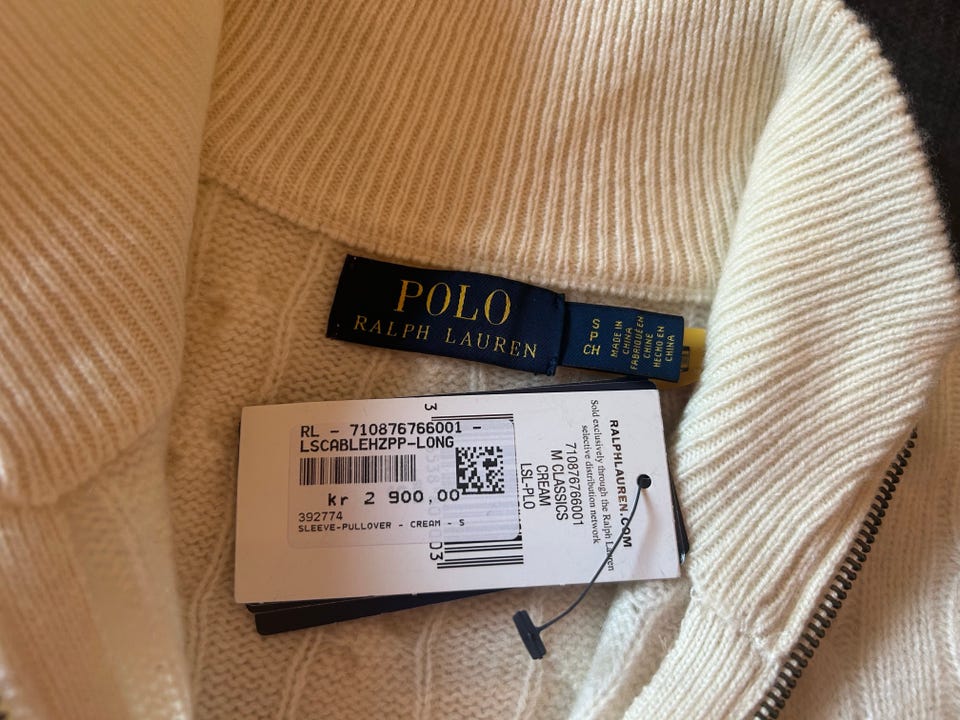 POLO
RALPH LAUREN
S
P
CH
MADE IN
CHINA
FABRIQUÉ EN
CHINE
HECHO EN
CHINA
3
RL - 710876766001 -
LSCABLEHZPP-LONG
kr 2 900,00
392774
SLEEVE-PULLOVER - CREAM - S
RALPHLAUREN.COM
Sold exclusively through the Ralph Lauren
selective distribution network
710876766001
M CLASSICS
CREAM
LSL-PLO